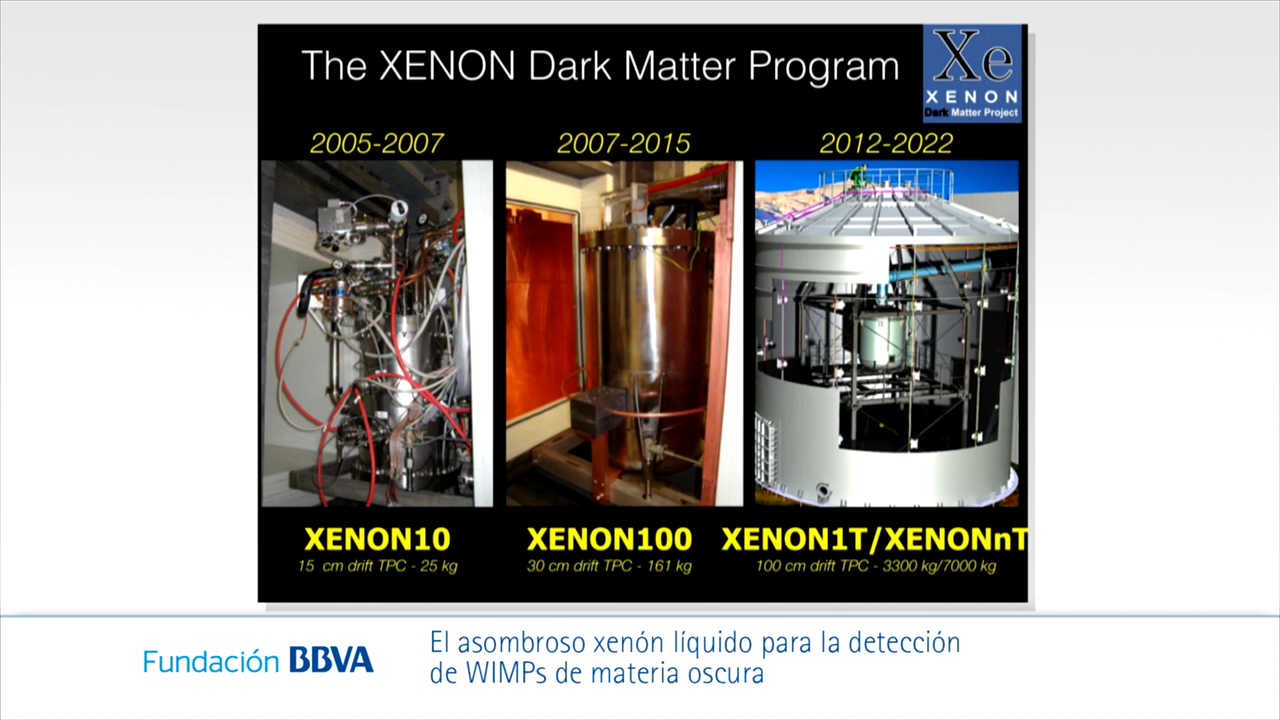 The XENON Dark Matter Program
Xe
XENON
Dark Matter Project
2005-2007
2007-2015
2012-2022
XENON10
XENON100
XENON1T/XENONnT
15 cm drift TPC - 25 kg
30 cm drift TPC - 161 kg
100 cm drift TPC - 3300 kg/7000 kg
Fundación BBVA
El asombroso xenón líquido para la detección
de WIMPs de materia oscura